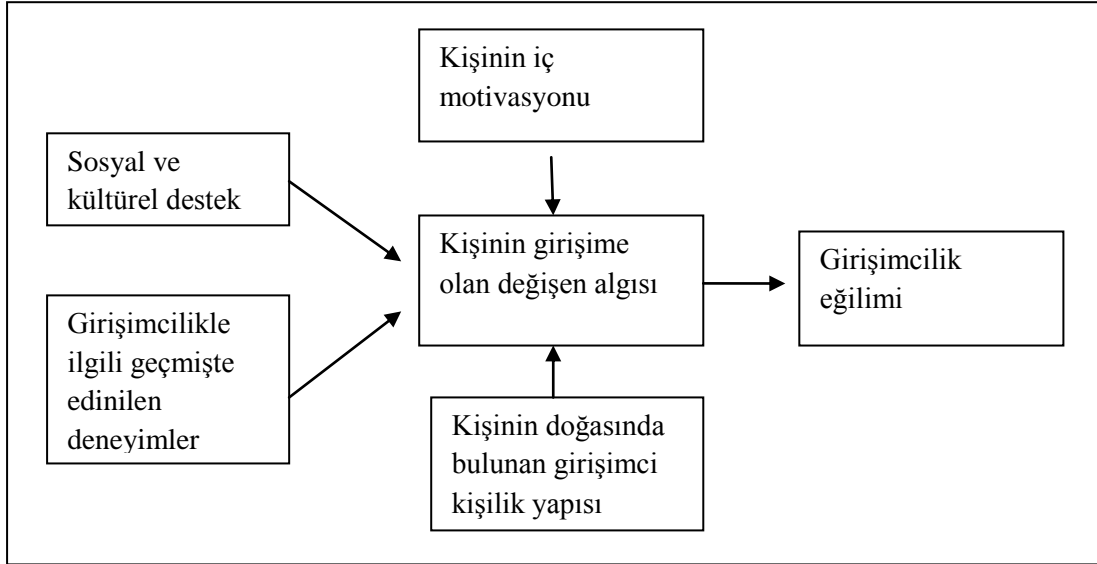 Kişinin iç
motivasyonu
Sosyal ve
kültürel destek
Kişinin girişime
olan değişen algısı
Girişimcilik
eğilimi
Girişimcilikle
ilgili geçmişte
edinilen
deneyimler
Kişinin doğasında
bulunan girişimci
kişilik yapısı